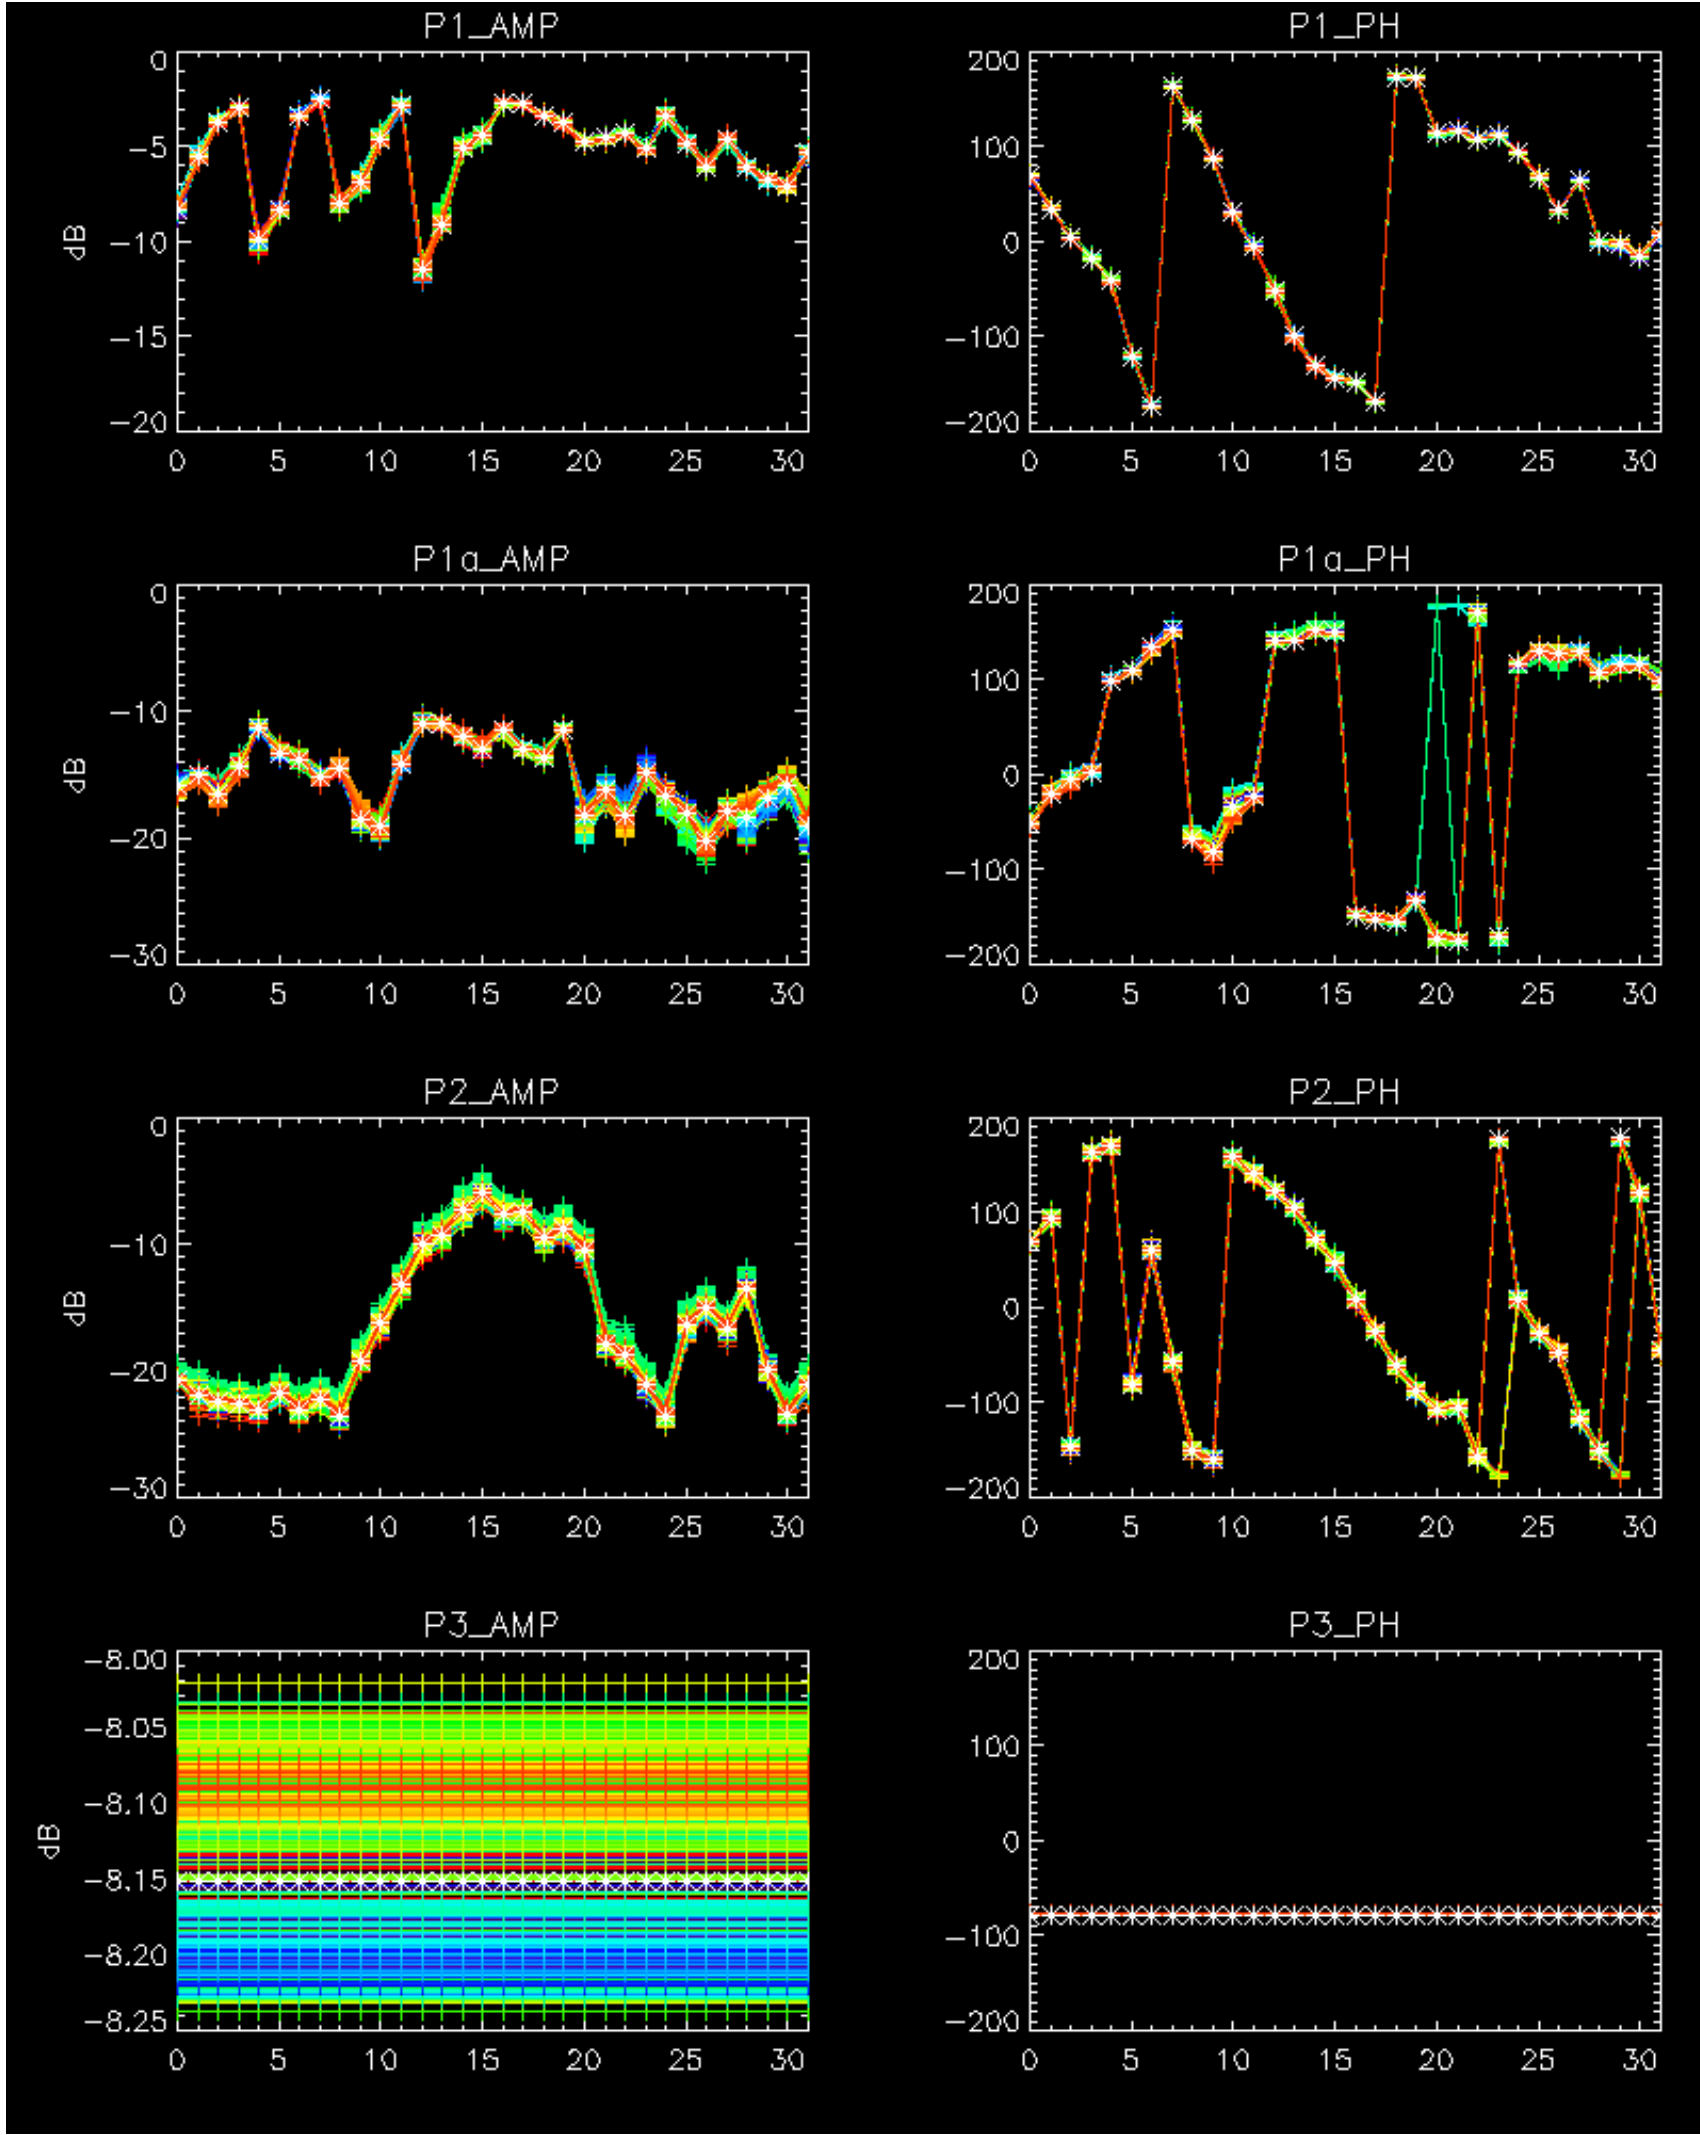 P1_AMP P1_PH
0 200
-5 100
dB -10 0
-15 -100
-20 -200
0 5 10 15 20 25 30 0 5 10 15 20 25 30
P1a_AMP P1a_PH
0 200
-10 100
dB 0
-20 -100
-30 -200
0 5 10 15 20 25 30 0 5 10 15 20 25 30
P2_AMP P2_PH
0 200
-10 100
dB 0
-20 -100
-30 -200
0 5 10 15 20 25 30 0 5 10 15 20 25 30
P3_AMP P3_PH
-8.00 200
-8.05 100
-8.10 0
dB
-8.15
-8.20 -100
-8.25 -200
0 5 10 15 20 25 30 0 5 10 15 20 25 30